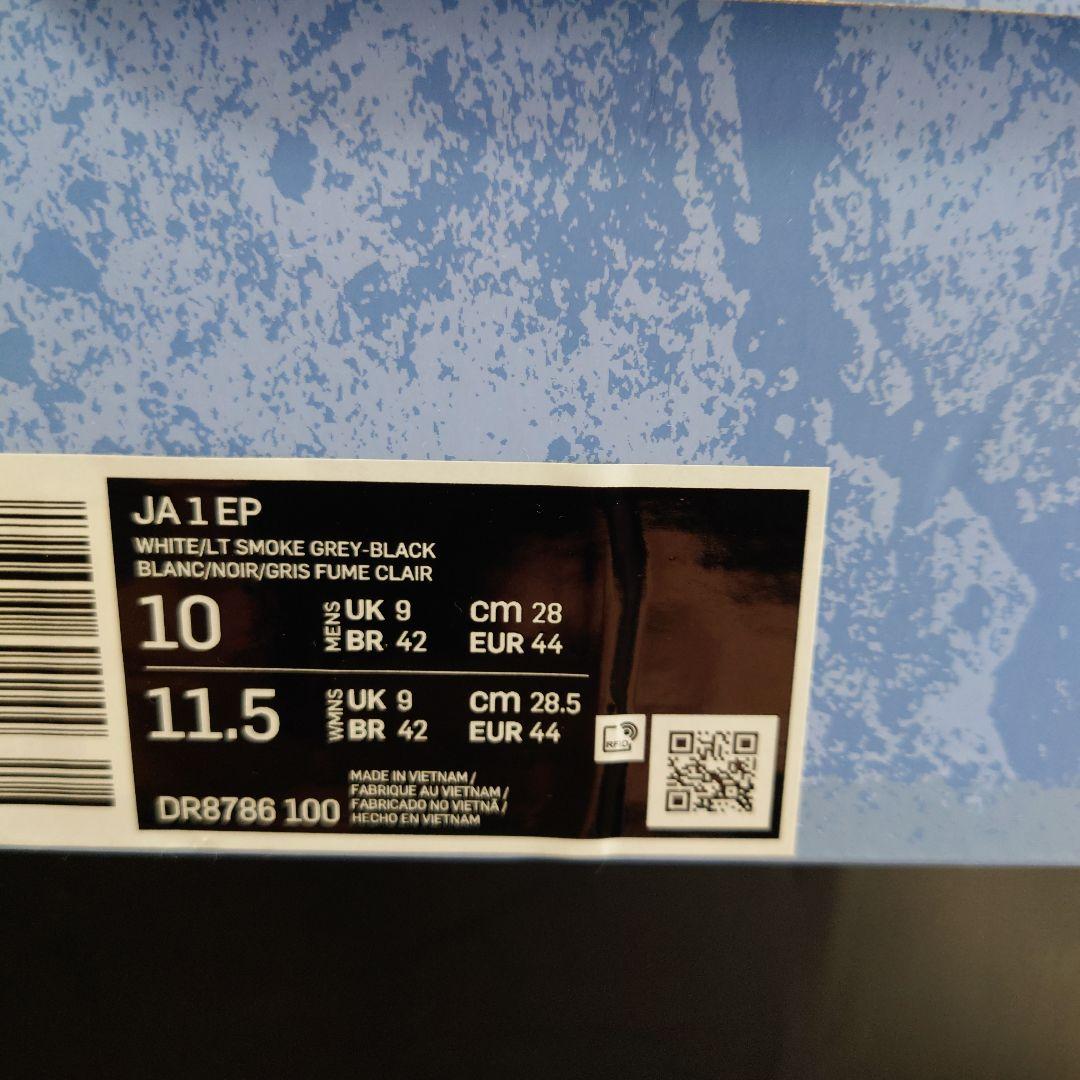 JA 1 EP
WHITE/LT SMOKE GREY-BLACK
BLANC/NOIR/GRIS FUME CLAIR
10 MENS UK 9 cm 28
BR 42 EUR 44
11.5 WMNS UK 9 cm 28.5
BR 42 EUR 44
RFID
DR8786 100
MADE IN VIETNAM /
FABRIQUE AU VIETNAM /
FABRICADO NO VIETNÃ /
HECHO EN VIETNAM